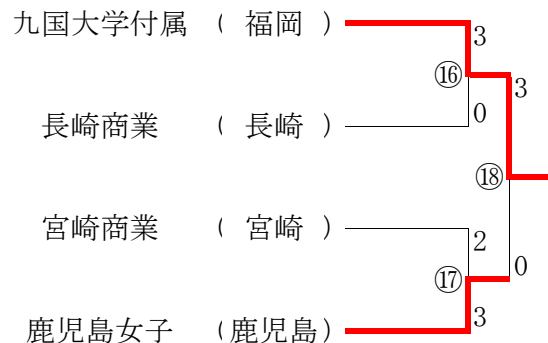 九国大学付属 ( 福岡 ) 3
⑯ 3
長崎商業 ( 長崎 ) 0
⑱
宮崎商業 ( 宮崎 ) 2
⑰ 0
鹿児島女子 (鹿児島) 3